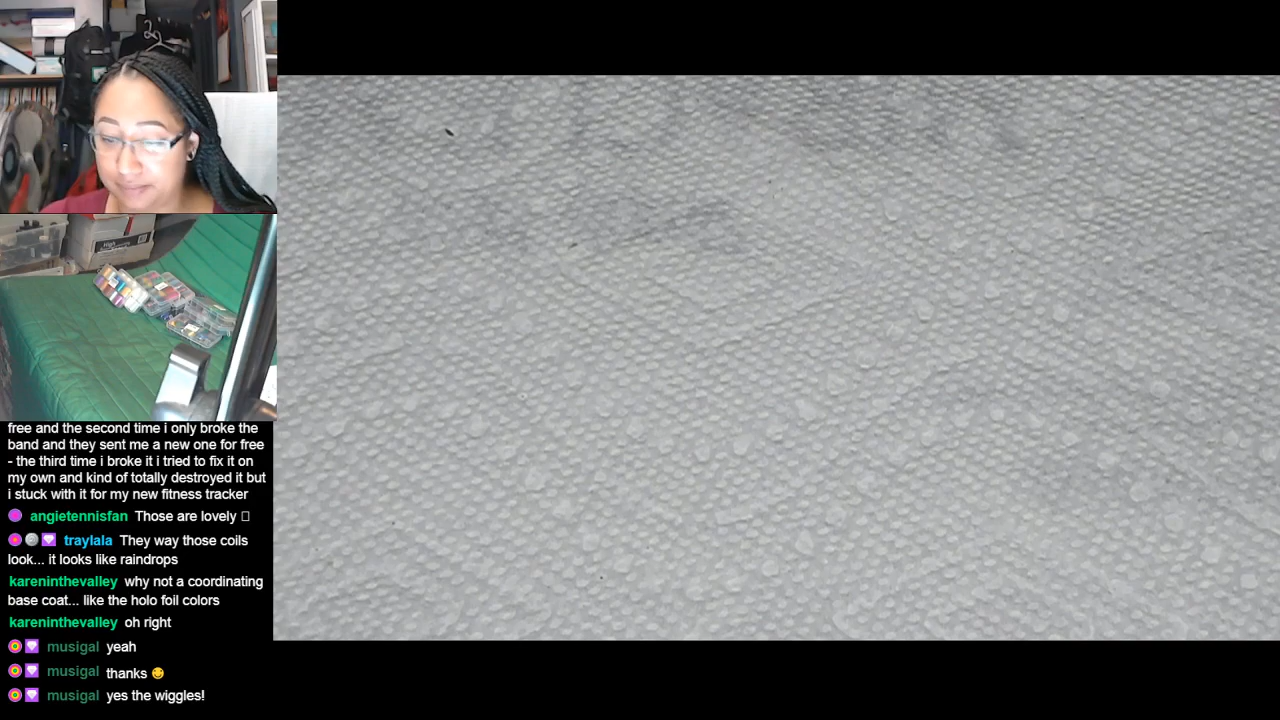 High
free and the second time i only broke the
band and they sent me a new one for free
- the third time i broke it i tried to fix it on
my own and kind of totally destroyed it but
i stuck with it for my new fitness tracker
angietennisfan Those are lovely
traylala They way those coils
look... it looks like raindrops
kareninthevalley why not a coordinating
base coat... like the holo foil colors
kareninthevalley oh right
musigal yeah
musigal thanks
musigal yes the wiggles!